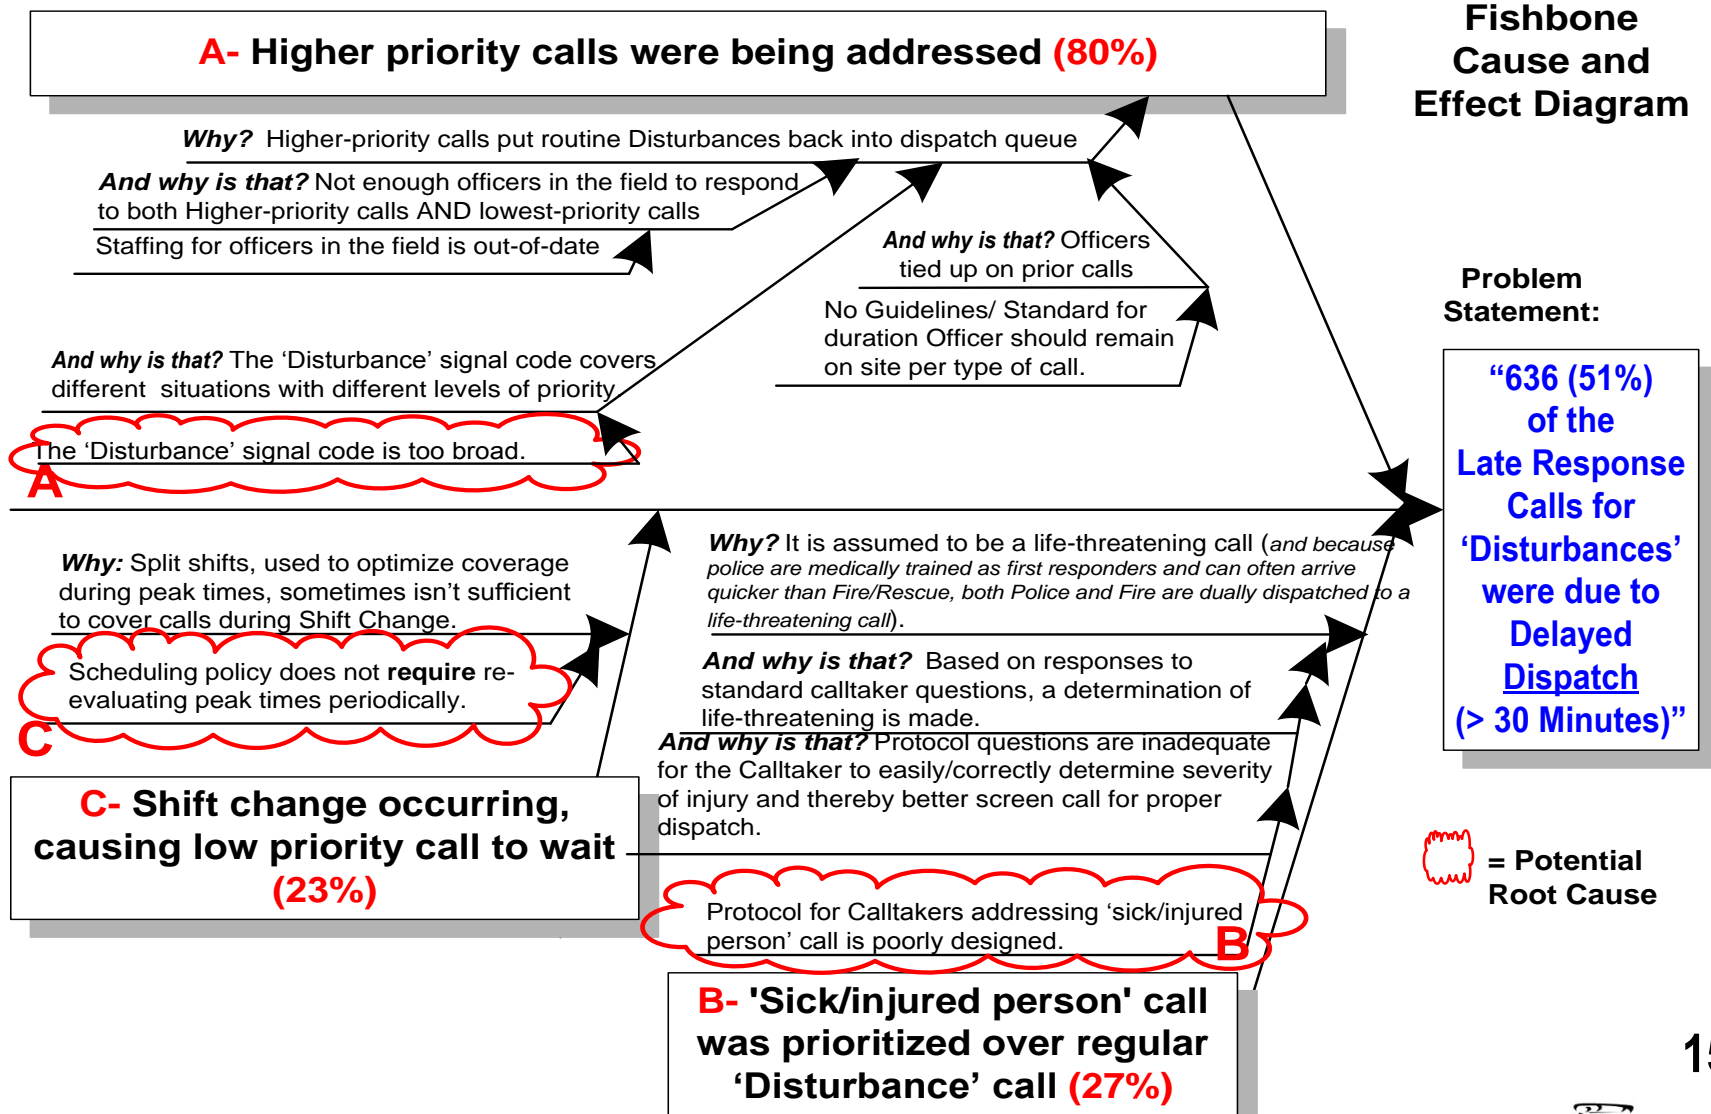 Fishbone
Cause and
Effect Diagram
A- Higher priority calls were being addressed (80%)
Why? Higher-priority calls put routine Disturbances back into dispatch queue
And why is that? Not enough officers in the field to respond
to both Higher-priority calls AND lowest-priority calls
Staffing for officers in the field is out-of-date
And why is that? Officers
tied up on prior calls
No Guidelines/ Standard for
duration Officer should remain
on site per type of call.
And why is that? The ‘Disturbance’ signal code covers
different situations with different levels of priority.
The ‘Disturbance’ signal code is too broad.
A
Problem
Statement:
“636 (51%)
of the
Late Response
Calls for
‘Disturbances’
were due to
Delayed
Dispatch
(> 30 Minutes)”
Why: Split shifts, used to optimize coverage
during peak times, sometimes isn’t sufficient
to cover calls during Shift Change.
Scheduling policy does not require re-
evaluating peak times periodically.
C
C- Shift change occurring,
causing low priority call to wait
(23%)
Why? It is assumed to be a life-threatening call (and because
police are medically trained as first responders and can often arrive
quicker than Fire/Rescue, both Police and Fire are dually dispatched to a
life-threatening call).
And why is that? Based on responses to
standard calltaker questions, a determination of
life-threatening is made.
And why is that? Protocol questions are inadequate
for the Calltaker to easily/correctly determine severity
of injury and thereby better screen call for proper
dispatch.
Protocol for Calltakers addressing ‘sick/injured
person’ call is poorly designed.
B
B- 'Sick/injured person' call
was prioritized over regular
‘Disturbance’ call (27%)
= Potential
Root Cause
15